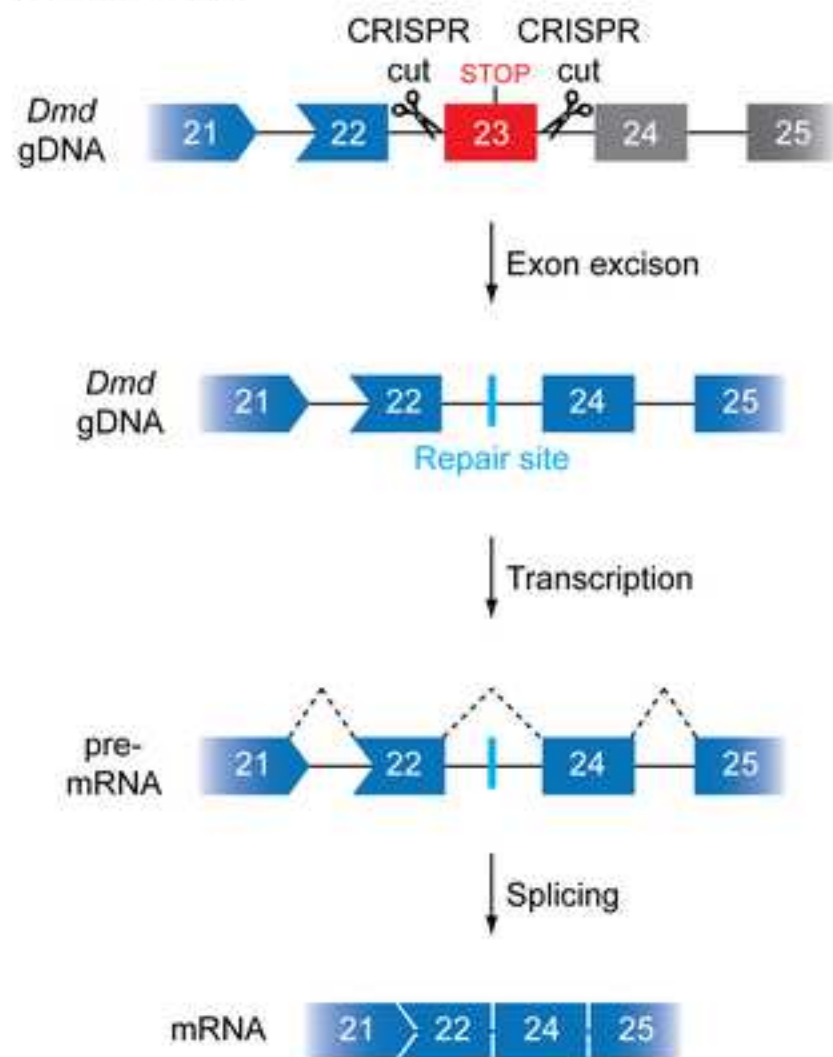 CRISPR CRISPR
cut STOP cut
Dmd
gDNA
21 22 23 24 25
Exon excison
Dmd
gDNA
21 22 24 25
Repair site
Transcription
pre-
mRNA
21 22 24 25
Splicing
mRNA 21 22 24 25